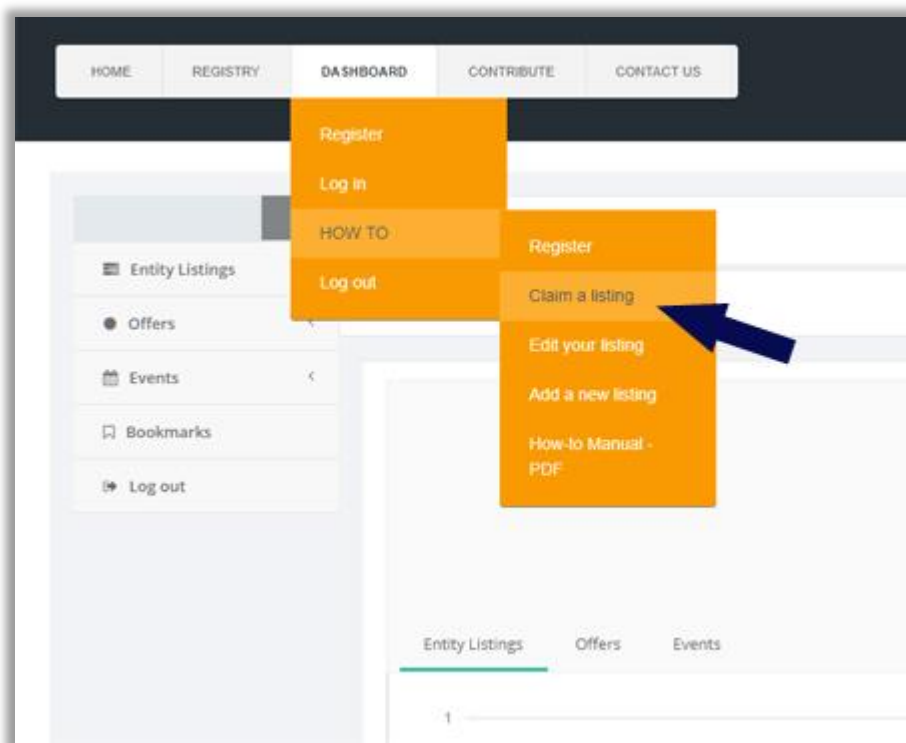 HOME REGISTRY DASHBOARD CONTRIBUTE CONTACT US
Register
Log in
HOW TO
Log out
Register
Claim a listing
Edit your listing
Add a new listing
How-to Manual -
PDF
Entity Listings
Offers
Events
Bookmarks
Log out
Entity Listings Offers Events
1